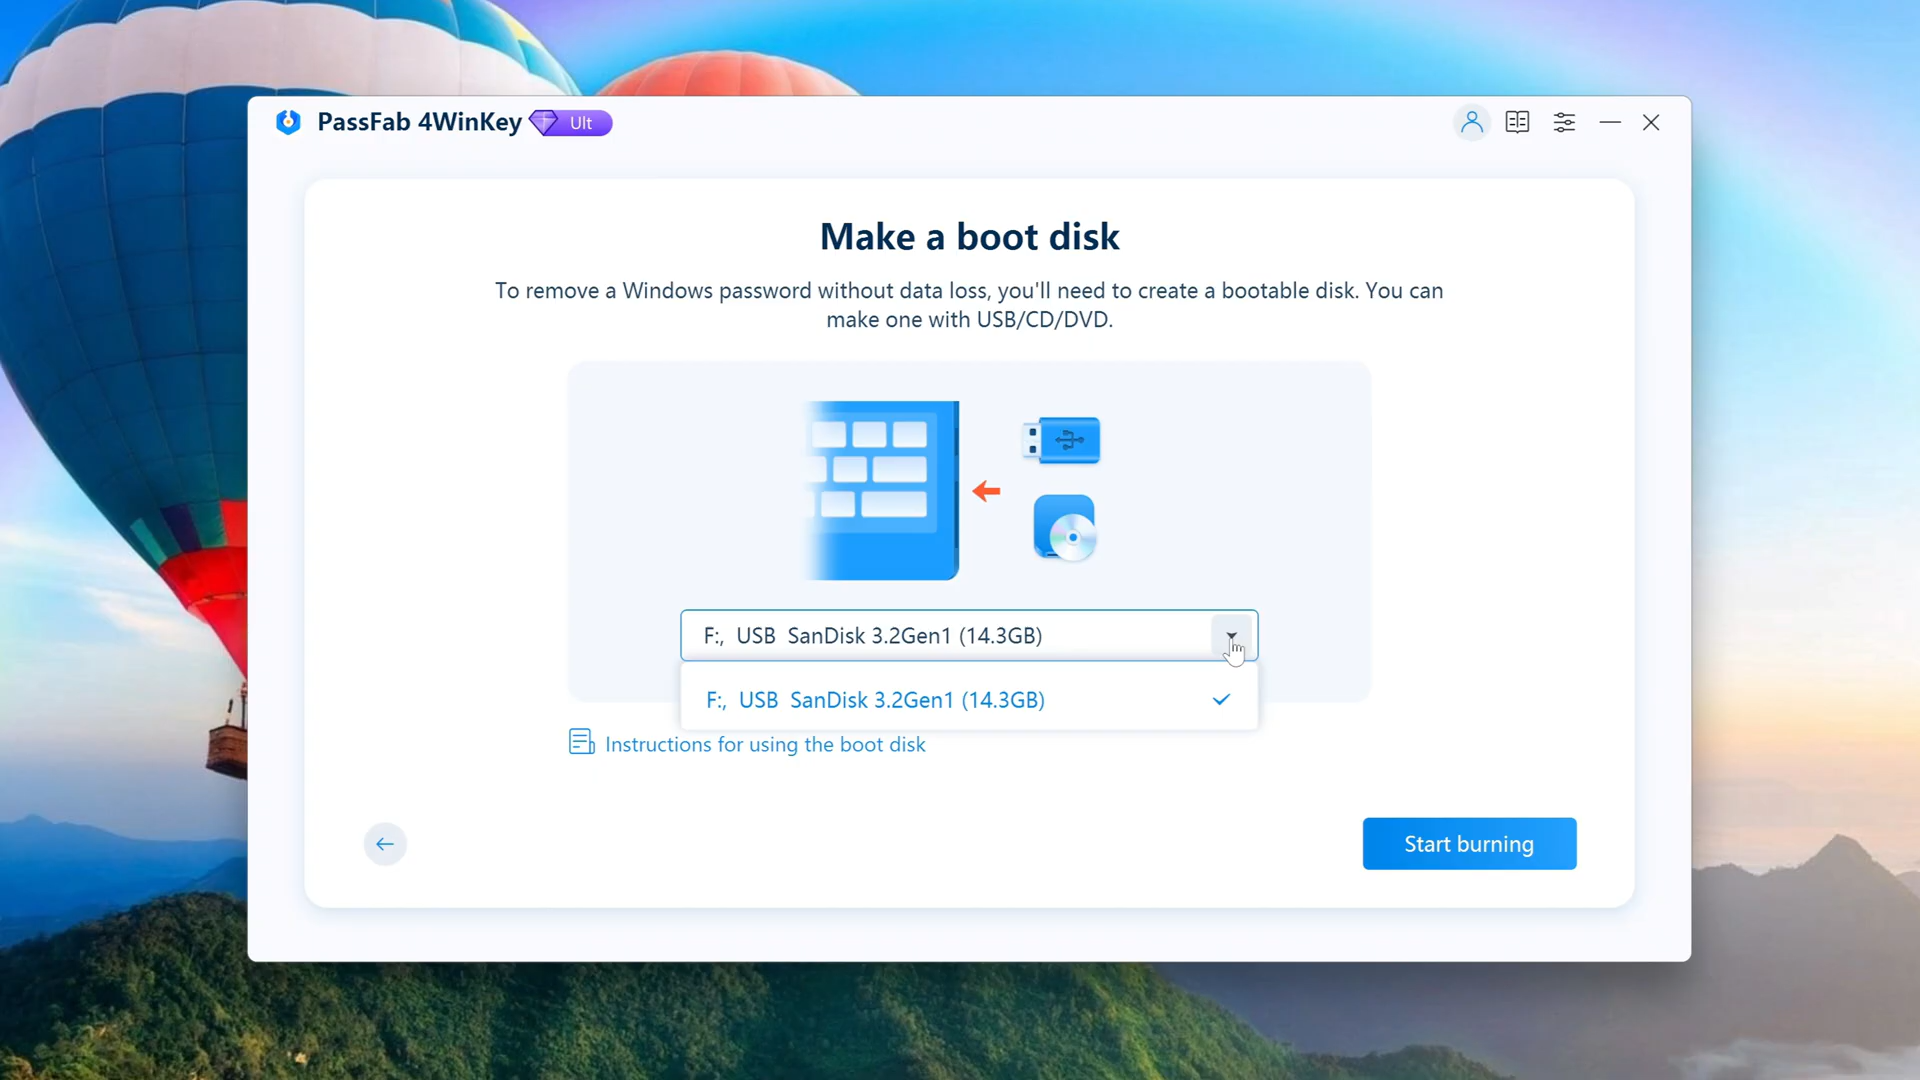 PassFab 4WinKey Ult
Make a boot disk
To remove a Windows password without data loss, you'll need to create a bootable disk. You can
make one with USB/CD/DVD.
F:, USB SanDisk 3.2Gen1 (14.3GB)
F:, USB SanDisk 3.2Gen1 (14.3GB)
Instructions for using the boot disk
Start burning